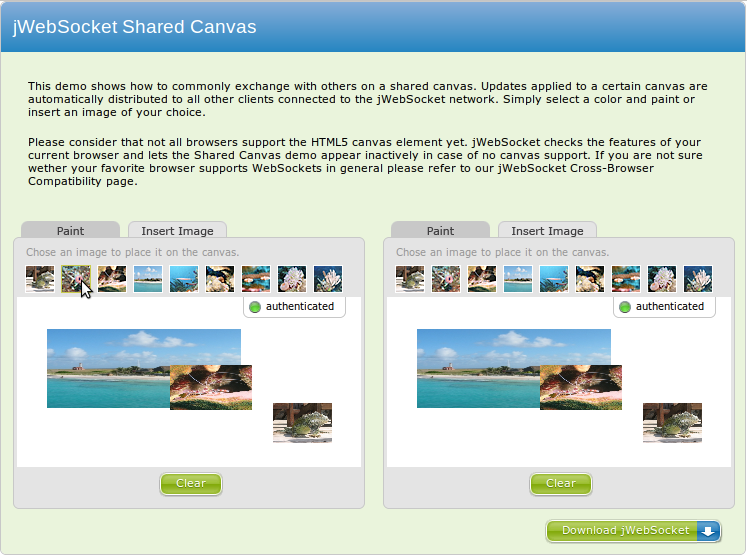 jWebSocket Shared Canvas
This demo shows how to commonly exchange with others on a shared canvas. Updates applied to a certain canvas are
automatically distributed to all other clients connected to the jWebSocket network. Simply select a color and paint or
insert an image of your choice.
Please consider that not all browsers support the HTML5 canvas element yet. jWebSocket checks the features of your
current browser and lets the Shared Canvas demo appear inactively in case of no canvas support. If you are not sure
wether your favorite browser supports WebSockets in general please refer to our jWebSocket Cross-Browser
Compatibility page.
Paint
Insert Image
Chose an image to place it on the canvas.
authenticated
Clear
Paint
Insert Image
Chose an image to place it on the canvas.
authenticated
Clear
Download jWebSocket